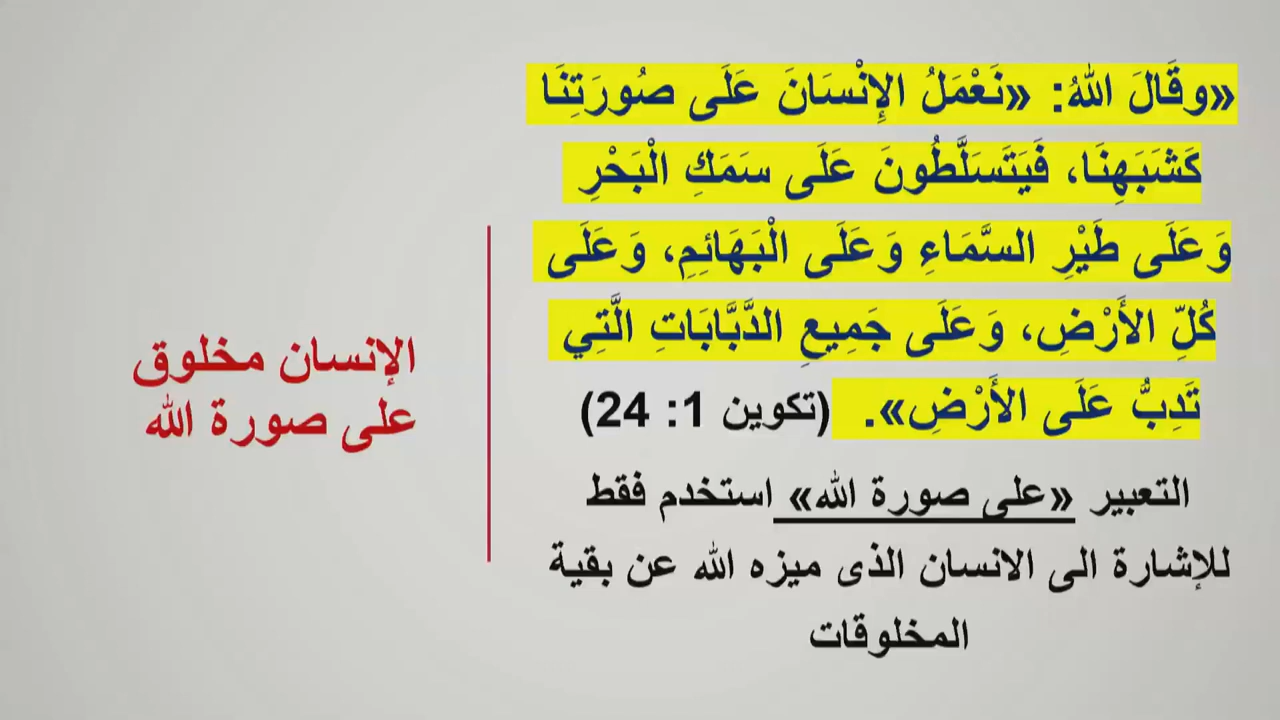 «وقَالَ اللهُ: «نَعْمَلُ الإِنْسَانَ عَلَى صُورَتِنَا
كَشَبَهِنَا، فَيَتَسَلَّطُونَ عَلَى سَمَكِ الْبَحْرِ
وَعَلَى طَيْرِ السَّمَاءِ وَعَلَى الْبَهَائِمِ، وَعَلَى
كُلِّ الأَرْضِ، وَعَلَى جَمِيعِ الدَّبَّابَاتِ الَّتِي
تَدِبُّ عَلَى الأَرْضِ». (تكوين 1: 24)
التعبير «على صورة الله» استخدم فقط
للإشارة الى الانسان الذى ميزه الله عن بقية
المخلوقات
الإنسان مخلوق
على صورة الله